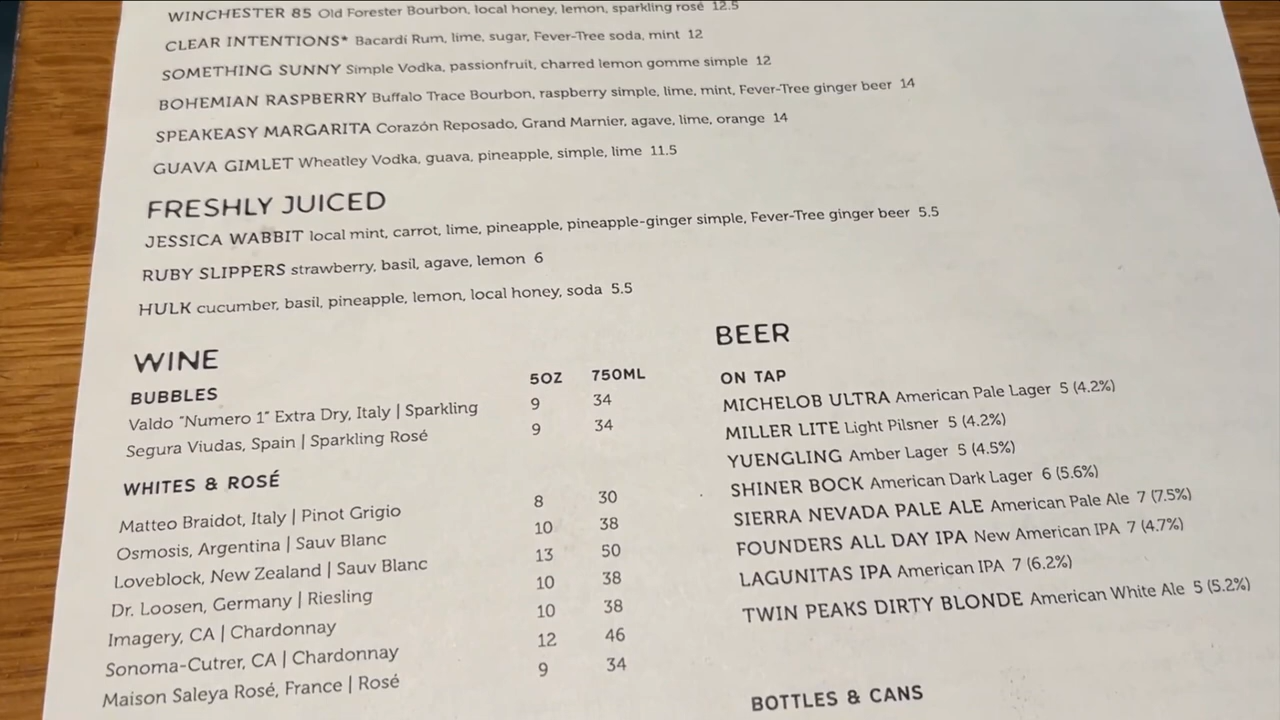 WINCHESTER 85 Old Forester Bourbon, local honey, lemon, sparkling rosé 12.5
CLEAR INTENTIONS* Bacardi Rum, lime, sugar, Fever-Tree soda, mint 12
SOMETHING SUNNY Simple Vodka, passionfruit, charred lemon gomme simple 12
BOHEMIAN RASPBERRY Buffalo Trace Bourbon, raspberry simple, lime, mint, Fever-Tree ginger beer 14
SPEAKEASY MARGARITA Corazón Reposado, Grand Marnier, agave, lime, orange 14
GUAVA GIMLET Wheatley Vodka, guava, pineapple, simple, lime 11.5
FRESHLY JUICED
JESSICA WABBIT local mint, carrot, lime, pineapple, pineapple-ginger simple, Fever-Tree ginger beer 5.5
RUBY SLIPPERS strawberry, basil, agave, lemon 6
HULK cucumber, basil, pineapple, lemon, local honey, soda 5.5
WINE
BUBBLES 5OZ 750ML
Valdo "Numero 1" Extra Dry, Italy | Sparkling 9 34
Segura Viudas, Spain | Sparkling Rosé 9 34
WHITES & ROSÉ
Matteo Braidot, Italy | Pinot Grigio 8 30
Osmosis, Argentina | Sauv Blanc 10 38
Loveblock, New Zealand | Sauv Blanc 13 50
Dr. Loosen, Germany | Riesling 10 38
Imagery, CA | Chardonnay 10 38
Sonoma-Cutrer, CA | Chardonnay 12 46
Maison Saleya Rosé, France | Rosé 9 34
BEER
ON TAP
MICHELOB ULTRA American Pale Lager 5 (4.2%)
MILLER LITE Light Pilsner 5 (4.2%)
YUENGLING Amber Lager 5 (4.5%)
SHINER BOCK American Dark Lager 6 (5.6%)
SIERRA NEVADA PALE ALE American Pale Ale 7 (7.5%)
FOUNDERS ALL DAY IPA New American IPA 7 (4.7%)
LAGUNITAS IPA American IPA 7 (6.2%)
TWIN PEAKS DIRTY BLONDE American White Ale 5 (5.2%)
BOTTLES & CANS